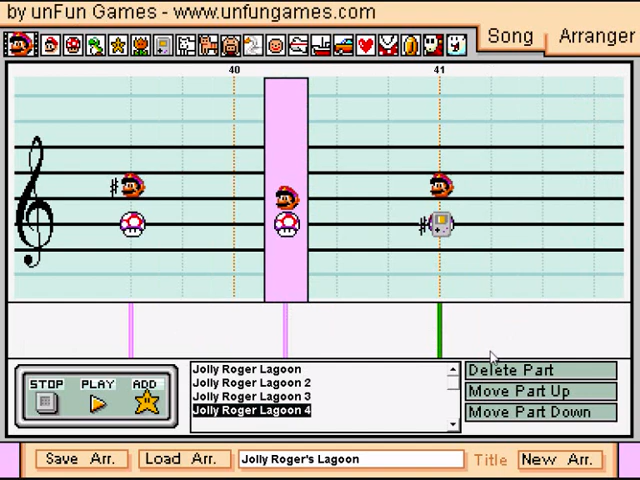 by unFun Games - www.unfungames.com
Song
Arranger
40
41
STOP
PLAY
ADD
Jolly Roger Lagoon
Jolly Roger Lagoon 2
Jolly Roger Lagoon 3
Jolly Roger Lagoon 4
Delete Part
Move Part Up
Move Part Down
Save Arr.
Load Arr.
Jolly Roger's Lagoon
Title
New Arr.